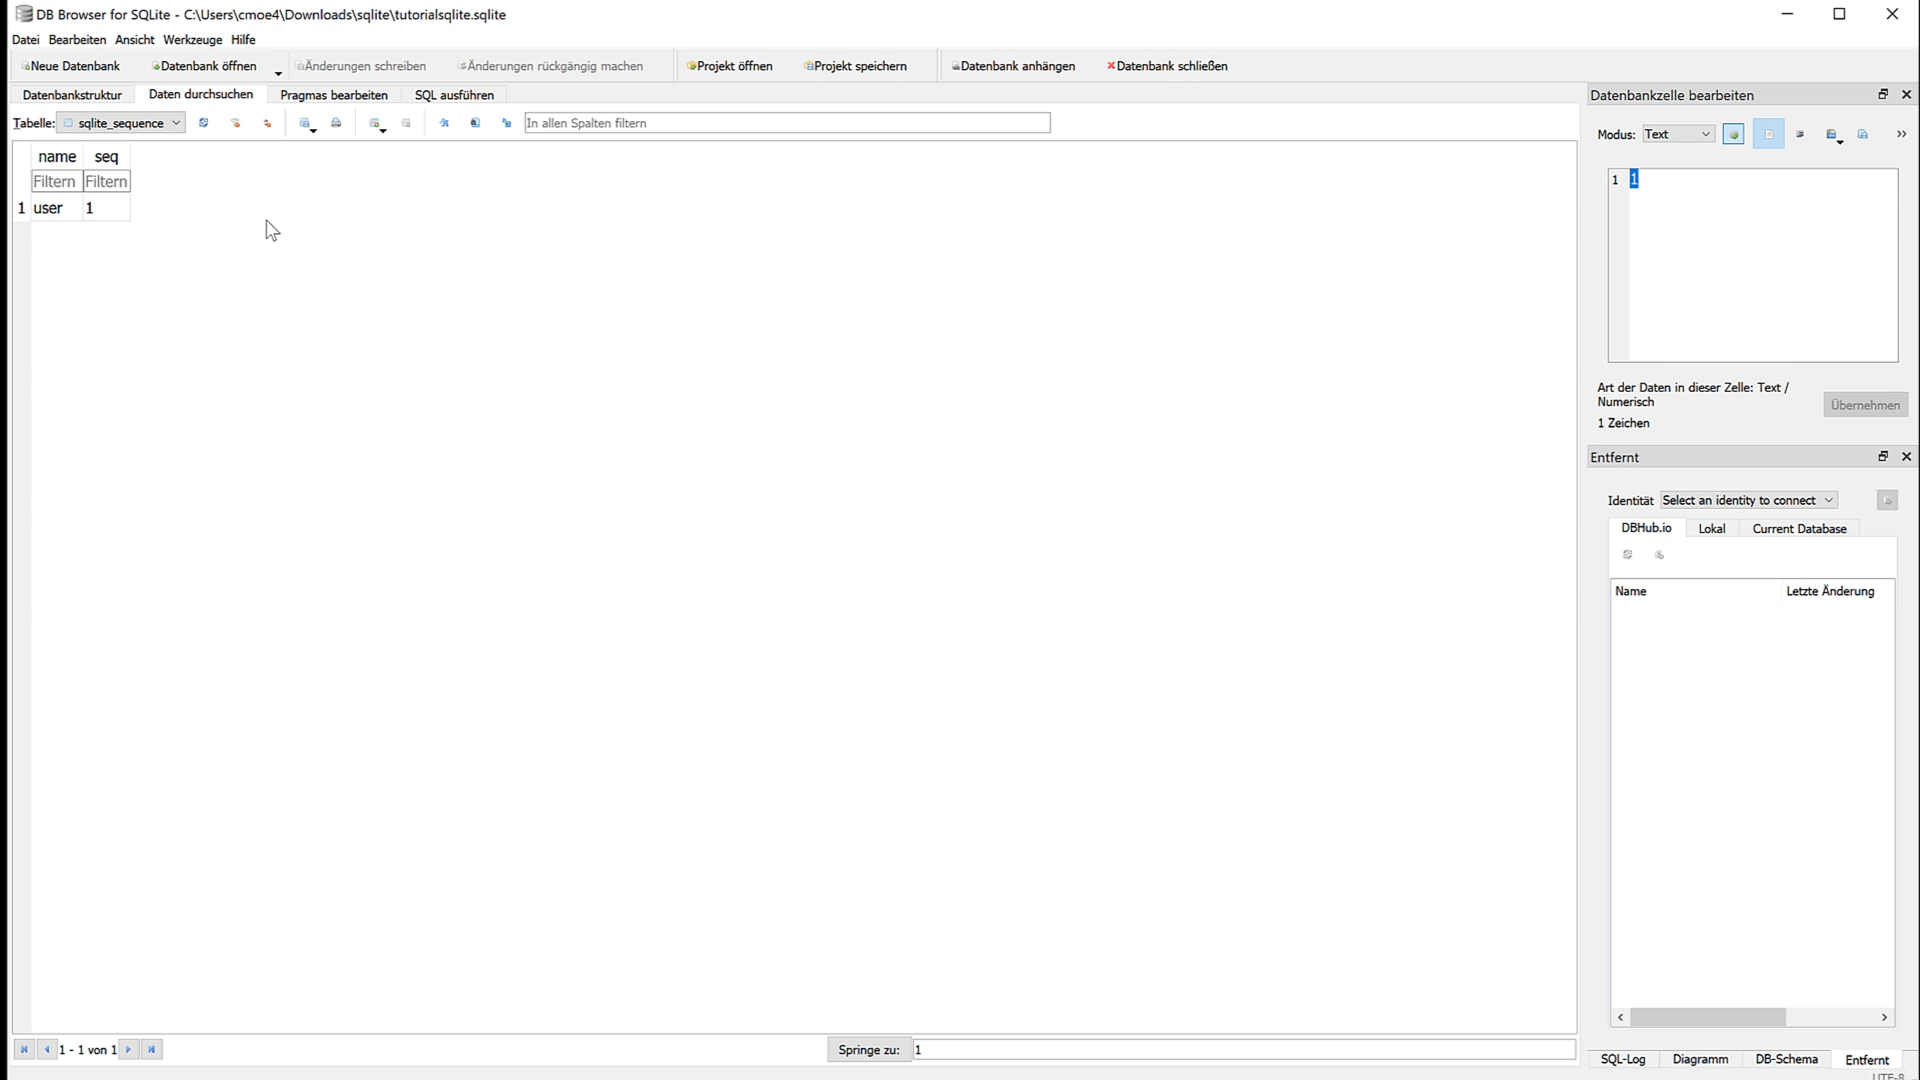 DB Browser for SQLite - C:\Users\cmoe4\Downloads\sqlite\tutorialsqlite.sqlite
Datei Bearbeiten Ansicht Werkzeuge Hilfe
Neue Datenbank Datenbank öffnen Änderungen schreiben Änderungen rückgängig machen Projekt öffnen Projekt speichern Datenbank anhängen Datenbank schließen
Datenbankstruktur Daten durchsuchen Pragmas bearbeiten SQL ausführen
Tabelle: sqlite_sequence In allen Spalten filtern
name seq
Filtern Filtern
1 user 1
1 - 1 von 1
Springe zu: 1
Datenbankzelle bearbeiten
Modus: Text
1 1
Art der Daten in dieser Zelle: Text /
Numerisch
Übernehmen
1 Zeichen
Entfernt
Identität Select an identity to connect
DBHub.io Lokal Current Database
Name Letzte Änderung
SQL-Log Diagramm DB-Schema Entfernt
UTF-8